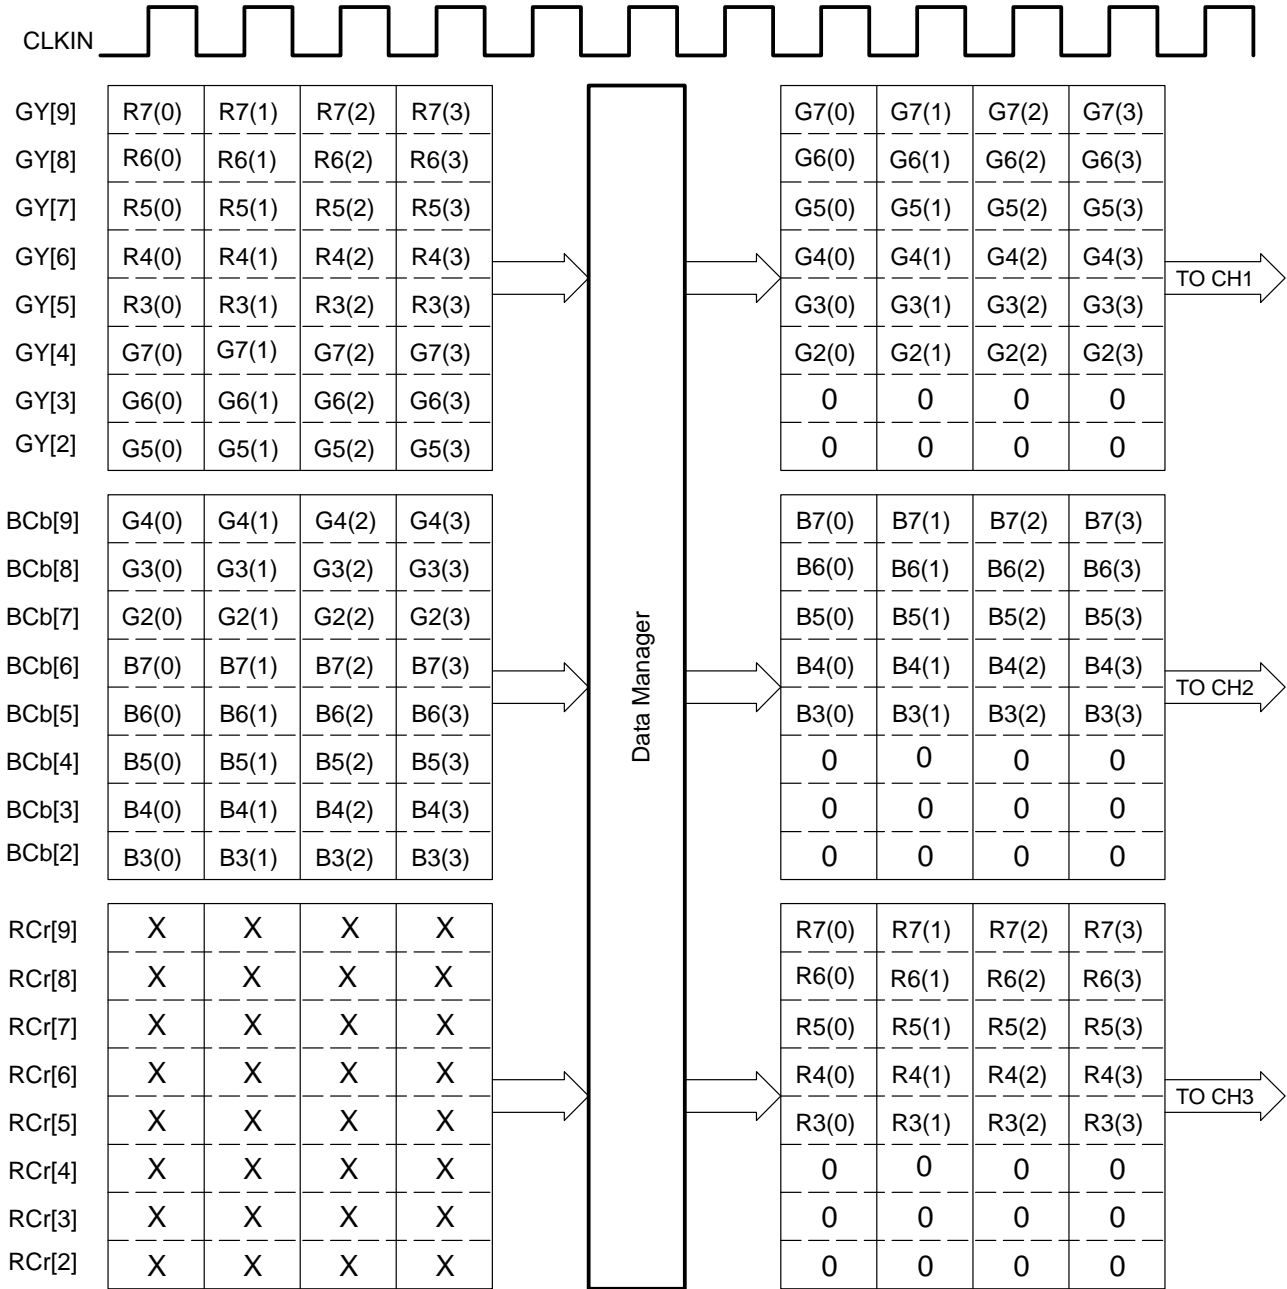 CLKIN
GY[9] R7(0) R7(1) R7(2) R7(3) G7(0) G7(1) G7(2) G7(3)
GY[8] R6(0) R6(1) R6(2) R6(3) G6(0) G6(1) G6(2) G6(3)
GY[7] R5(0) R5(1) R5(2) R5(3) G5(0) G5(1) G5(2) G5(3)
GY[6] R4(0) R4(1) R4(2) R4(3) G4(0) G4(1) G4(2) G4(3)
TO CH1
GY[5] R3(0) R3(1) R3(2) R3(3) G3(0) G3(1) G3(2) G3(3)
GY[4] G7(0) G7(1) G7(2) G7(3) G2(0) G2(1) G2(2) G2(3)
GY[3] G6(0) G6(1) G6(2) G6(3) 0 0 0 0
GY[2] G5(0) G5(1) G5(2) G5(3) 0 0 0 0
BCb[9] G4(0) G4(1) G4(2) G4(3) B7(0) B7(1) B7(2) B7(3)
BCb[8] G3(0) G3(1) G3(2) G3(3) B6(0) B6(1) B6(2) B6(3)
BCb[7] G2(0) G2(1) G2(2) G2(3) B5(0) B5(1) B5(2) B5(3)
BCb[6] B7(0) B7(1) B7(2) B7(3) B4(0) B4(1) B4(2) B4(3)
Data Manager
TO CH2
BCb[5] B6(0) B6(1) B6(2) B6(3) B3(0) B3(1) B3(2) B3(3)
BCb[4] B5(0) B5(1) B5(2) B5(3) 0 0 0 0
BCb[3] B4(0) B4(1) B4(2) B4(3) 0 0 0 0
BCb[2] B3(0) B3(1) B3(2) B3(3) 0 0 0 0
RCr[9] X X X X R7(0) R7(1) R7(2) R7(3)
RCr[8] X X X X R6(0) R6(1) R6(2) R6(3)
RCr[7] X X X X R5(0) R5(1) R5(2) R5(3)
RCr[6] X X X X R4(0) R4(1) R4(2) R4(3)
TO CH3
RCr[5] X X X X R3(0) R3(1) R3(2) R3(3)
RCr[4] X X X X 0 0 0 0
RCr[3] X X X X 0 0 0 0
RCr[2] X X X X 0 0 0 0